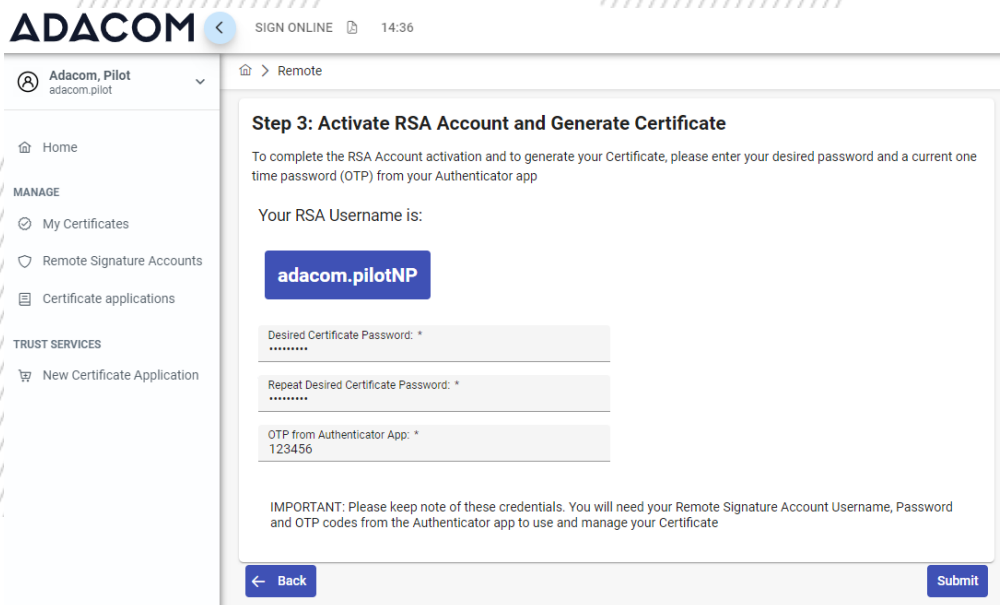 ADACOM
SIGN ONLINE 14:36
Adacom, Pilot
adacom.pilot
Home
MANAGE
My Certificates
Remote Signature Accounts
Certificate applications
TRUST SERVICES
New Certificate Application
Remote
Step 3: Activate RSA Account and Generate Certificate
To complete the RSA Account activation and to generate your Certificate, please enter your desired password and a current one
time password (OTP) from your Authenticator app
Your RSA Username is:
adacom.pilotNP
Desired Certificate Password: *
•••••••••
Repeat Desired Certificate Password: *
•••••••••
OTP from Authenticator App: *
123456
IMPORTANT: Please keep note of these credentials. You will need your Remote Signature Account Username, Password
and OTP codes from the Authenticator app to use and manage your Certificate
Back
Submit